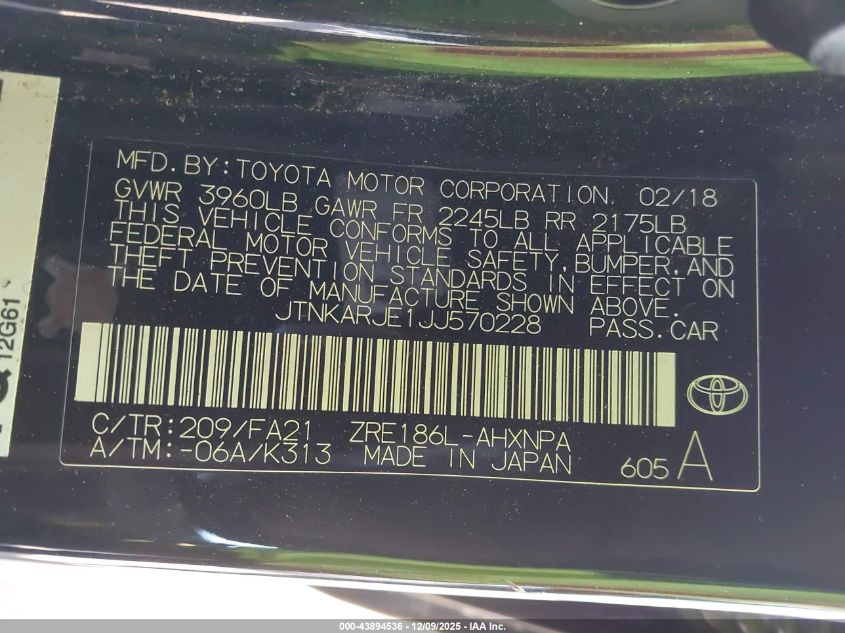 MFD.BY:TOYOTA MOTOR CORPORATION 02/18
GVWR 3960LB GAWR FR 2245LB RR 2175LB
THIS VEHICLE CONFORMS TO ALL APPLICABLE
FEDERAL MOTOR VEHICLE SAFETY,BUMPER,AND
THEFT PREVENTION STANDARDS IN EFFECT ON
THE DATE OF MANUFACTURE SHOWN ABOVE.
JTNKARJE1JJ570228 PASS.CAR
C/TR:209/FA21 ZRE186L-AHXNPA
A/TM:-06A/K313 MADE IN JAPAN 605 A
12G61
000-43894536 - 12/09/2025 - IAA Inc.